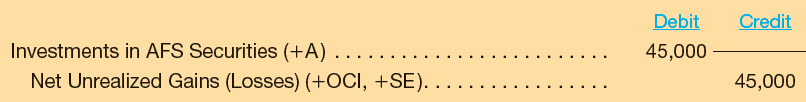 Debit Credit
Investments in AFS Securities (+A) . . . . . . . . . . . . . . . . . . . . . . . . . 45,000
Net Unrealized Gains (Losses) (+OCI, +SE). . . . . . . . . . . . . . . . . 45,000